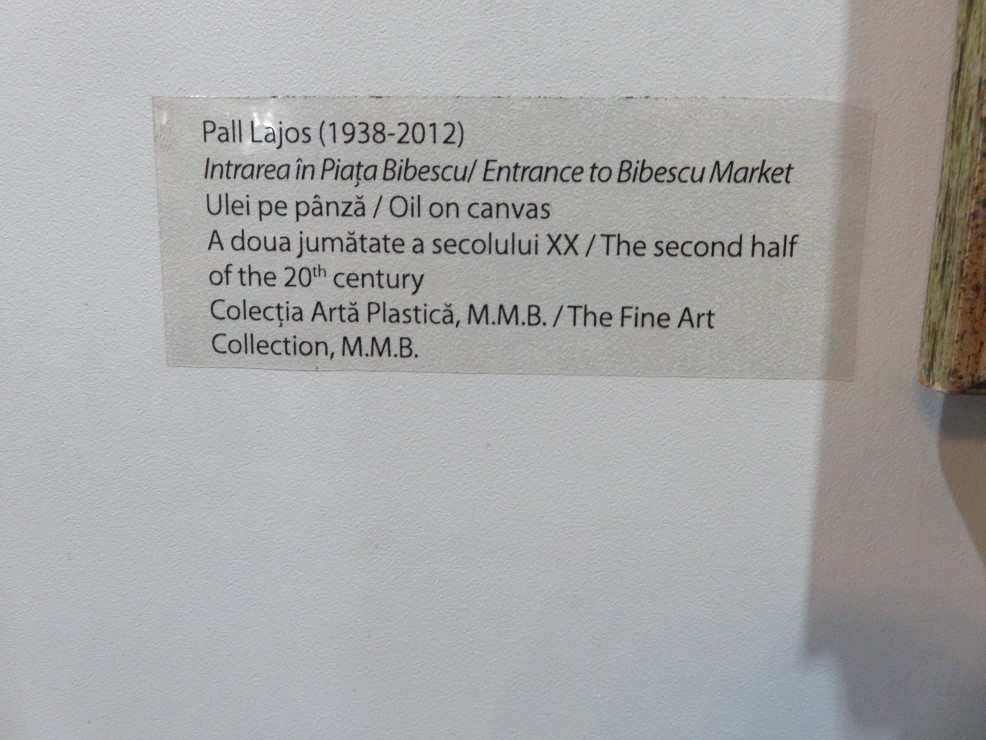 Pall Lajos (1938-2012)
Intrarea în Piața Bibescu/ Entrance to Bibescu Market
Ulei pe pânză / Oil on canvas
A doua jumătate a secolului XX / The second half
of the 20th century
Colecția Artă Plastică, M.M.B. / The Fine Art
Collection, M.M.B.